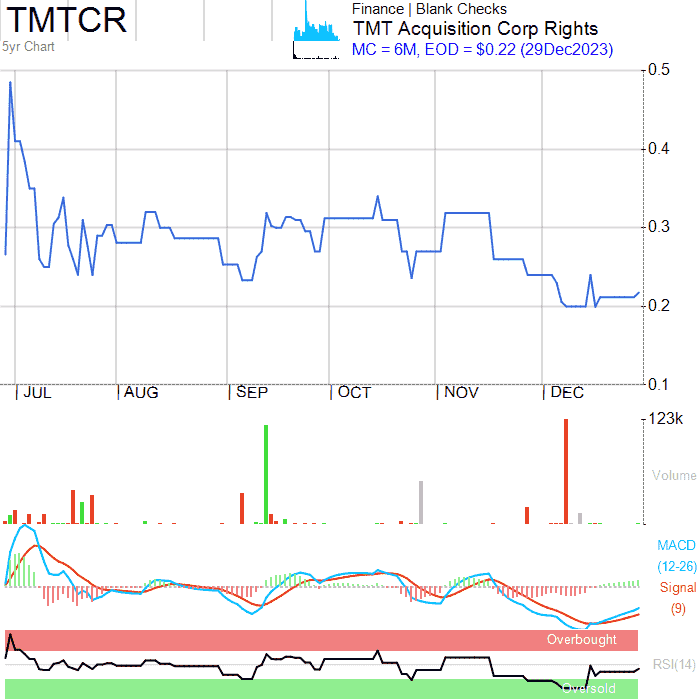 TMTCR
5yr Chart
Finance | Blank Checks
TMT Acquisition Corp Rights
MC = 6M, EOD = $0.22 (29Dec2023)
0.5
0.4
0.3
0.2
0.1
JUL AUG SEP OCT NOV DEC
123k
Volume
MACD
(12-26)
Signal
(9)
Overbought
RSI(14)
Oversold